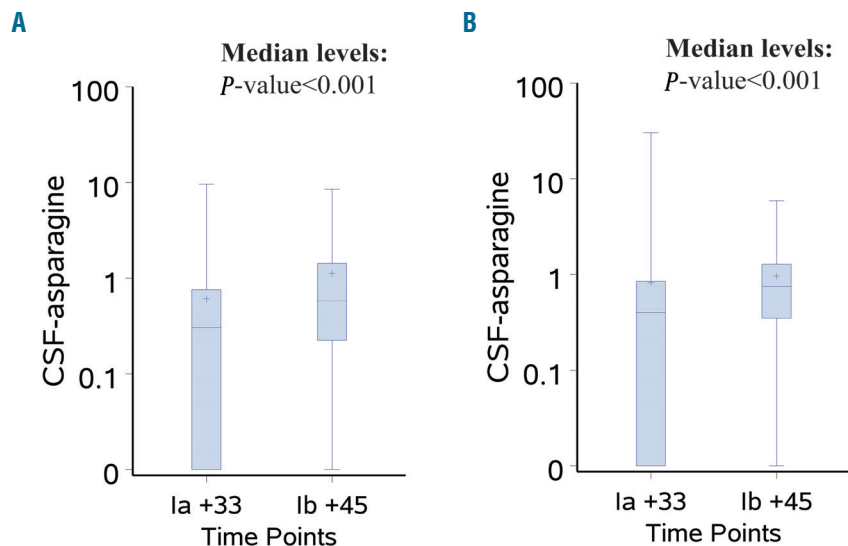 A
Median levels:
P-value<0.001
100
10
1
0.1
0
CSF-asparagine
Ia +33
Ib +45
Time Points
B
Median levels:
P-value<0.001
100
10
1
0.1
0
CSF-asparagine
Ia +33
Ib +45
Time Points